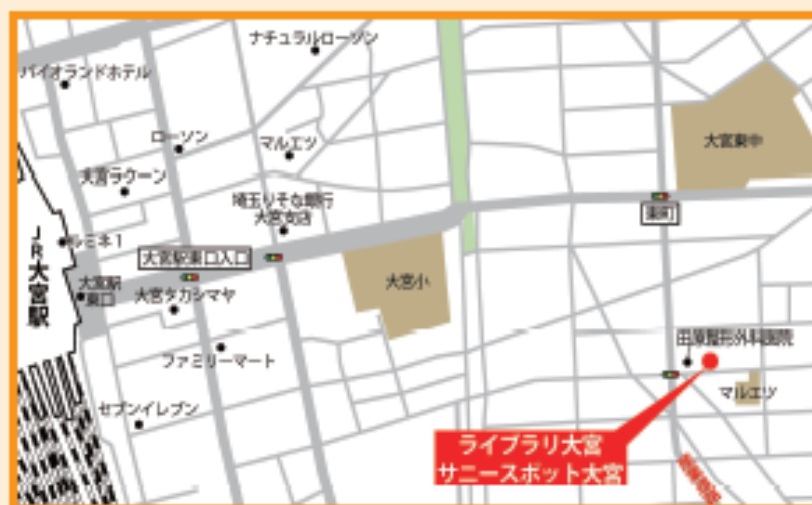 ナチュラルローソン
パイオランドホテル
ローソン
マルエツ
大宮東中
大宮ラクーン
埼玉りそな銀行
大宮支店
東町
ルミネ1
JR大宮駅
大宮駅東口入口
大宮駅
東口
大宮小
大宮タカシマヤ
田原整形外科医院
ファミリーマート
マルエツ
セブンイレブン
ライブラリ大宮
サニースポット大宮